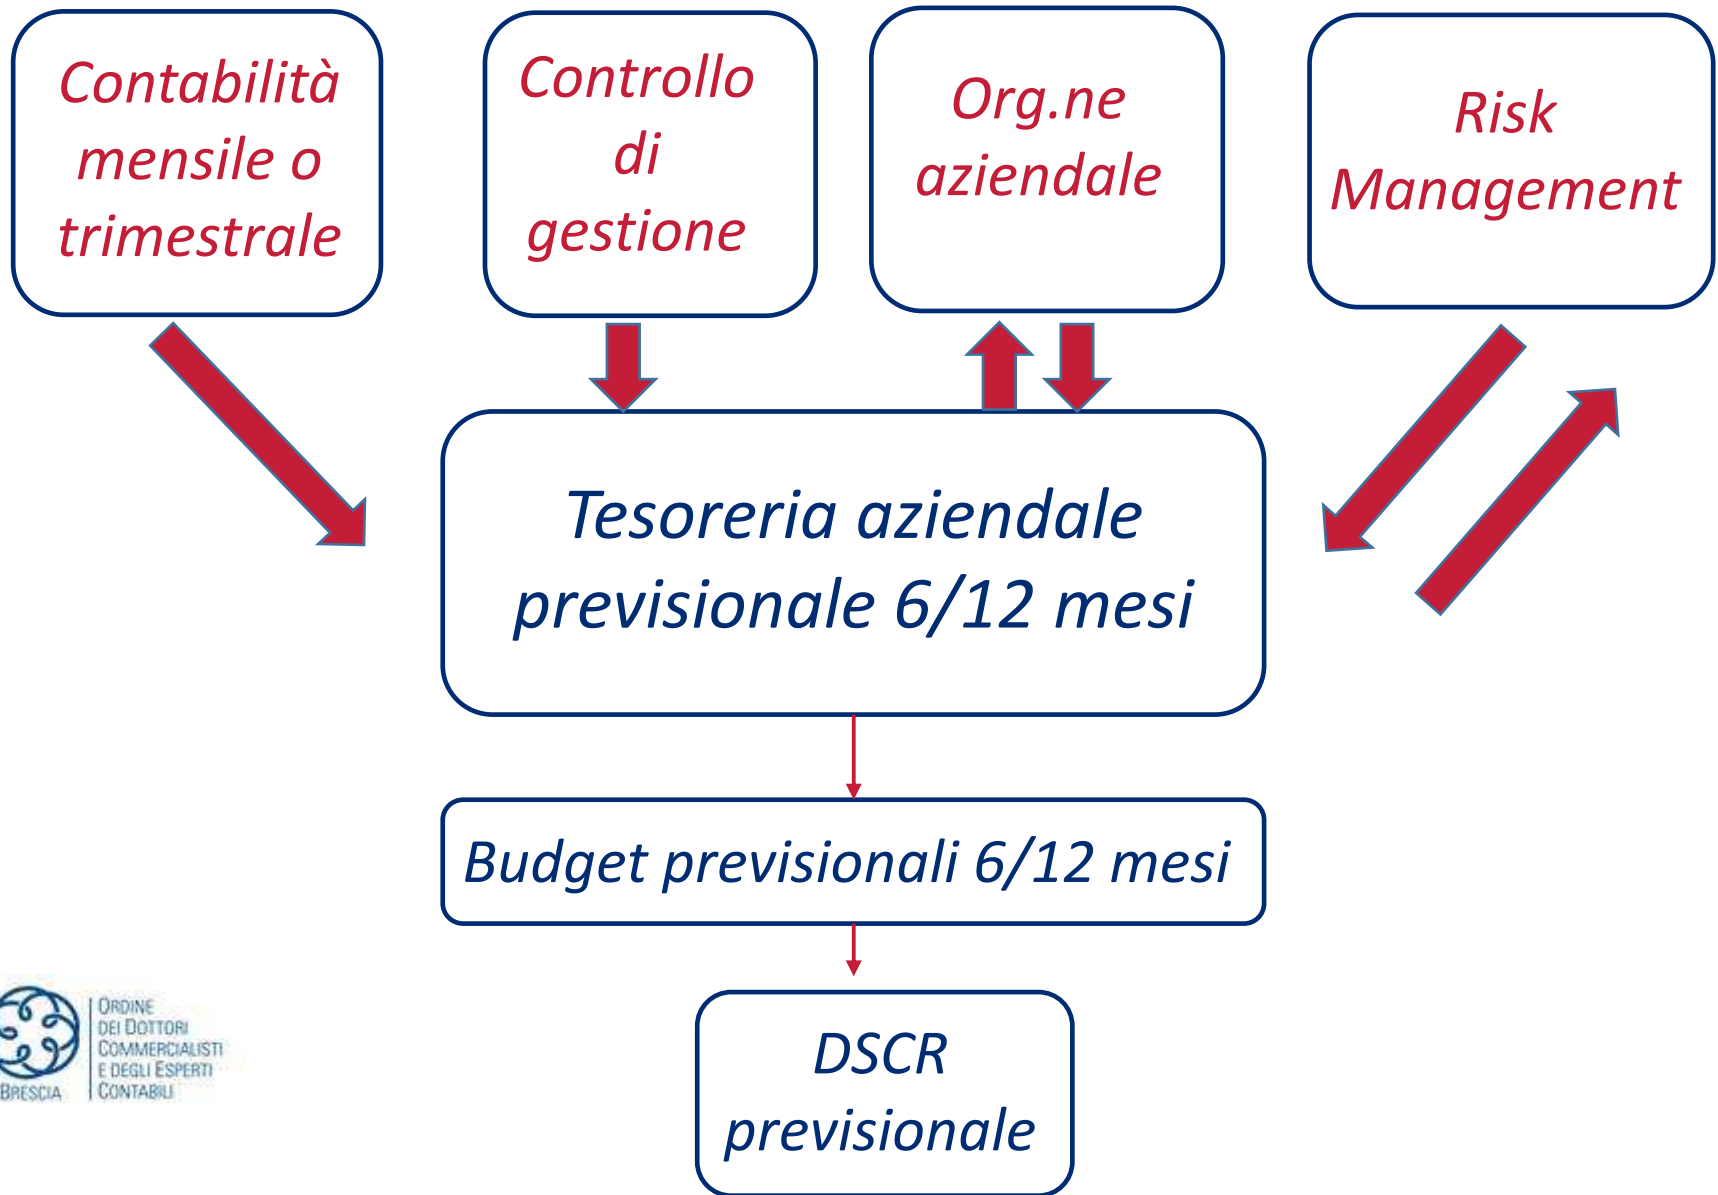 Contabilità
mensile o
trimestrale
Controllo
di
gestione
Org.ne
aziendale
Risk
Management
Tesoreria aziendale
previsionale 6/12 mesi
Budget previsionali 6/12 mesi
DSCR
previsionale
ORDINE
DEI DOTTORI
COMMERCIALISTI
E DEGLI ESPERTI
CONTABILI
BRESCIA